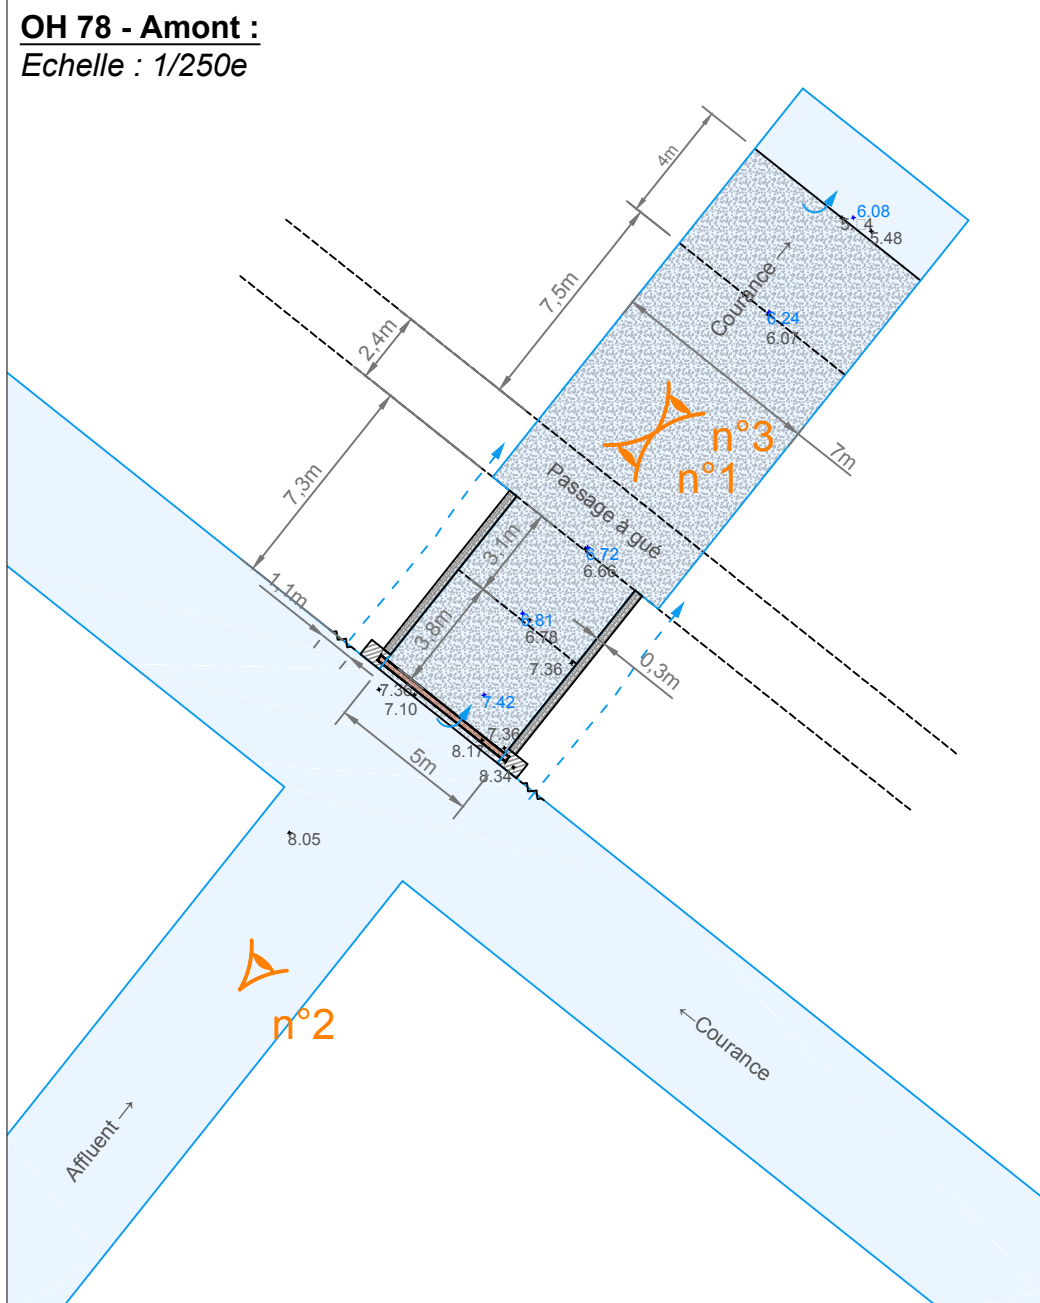 OH 78 - Amont :
Echelle : 1/250e
4m
6.08
5.48
7,5m
Courance →
6.24
6.07
2,4m
n°3
n°1
7m
7,3m
Passage à gué
3,1m
6.72
6.66
1,1m
3,8m
6.81
6.78
7.36
0,3m
7.36
7.10
7.42
7.36
8.17
8.34
5m
8.05
n°2
←Courance
Affluent →